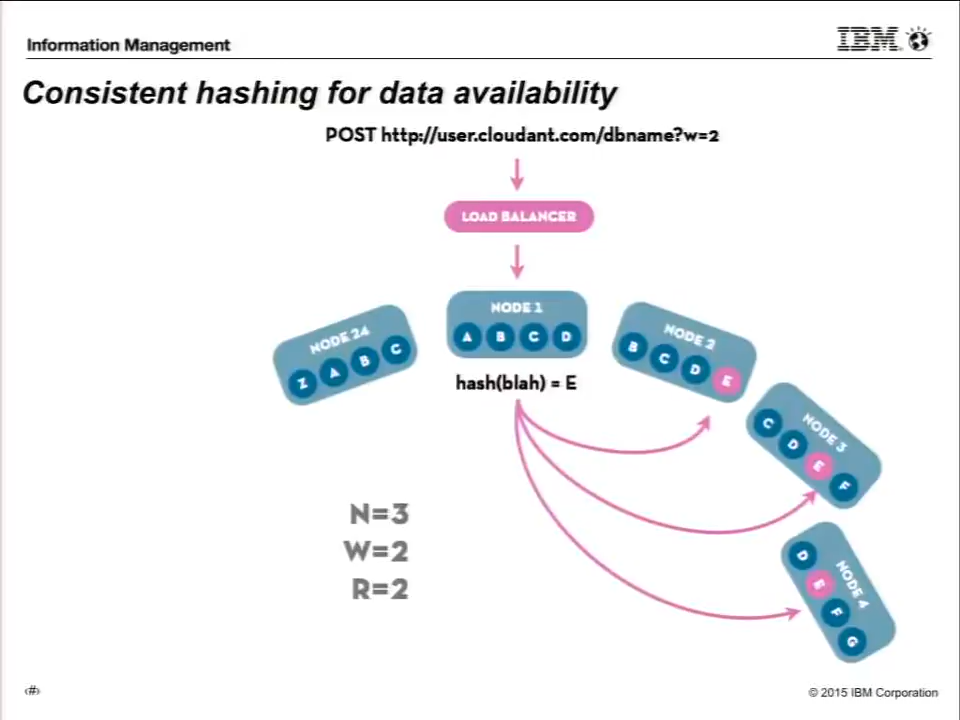 Information Management
IBM
Consistent hashing for data availability
POST http://user.cloudant.com/dbname?w=2
LOAD BALANCER
NODE 24
Z A B C
NODE 1
A B C D
NODE 2
B C D E
hash(blah) = E
NODE 3
C D E F
N=3
W=2
R=2
NODE 4
D E F G
‹#›
© 2015 IBM Corporation